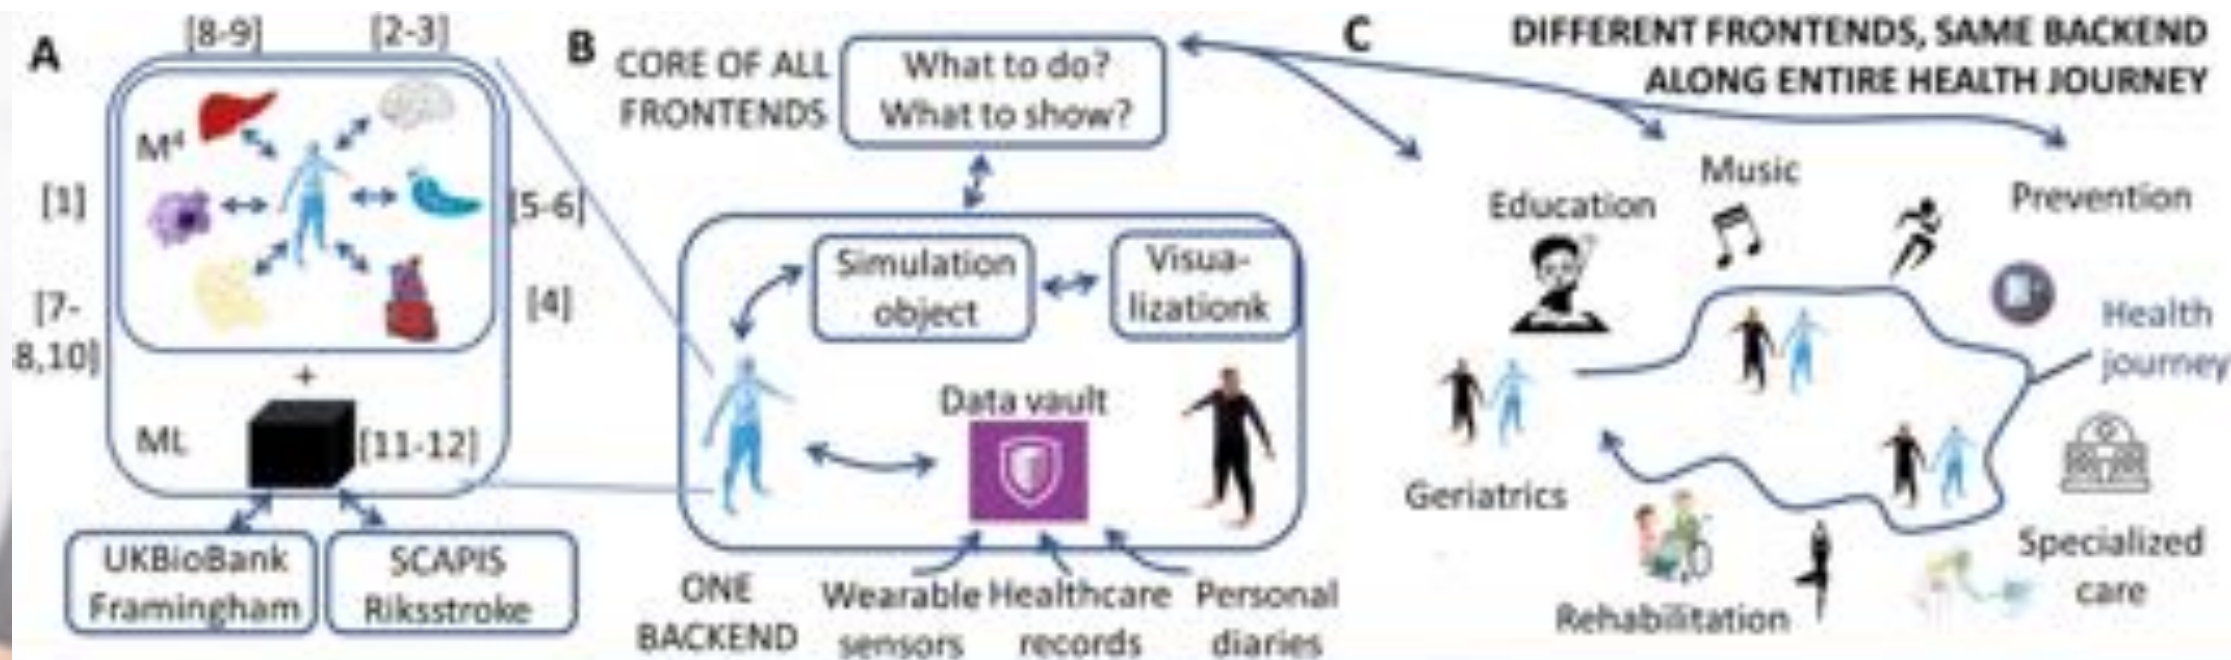 A
[8-9]
[2-3]
M⁴
[1]
[5-6]
[7-
8,10]
[4]
+
ML
[11-12]
UKBioBank
Framingham
SCAPIS
Riksstroke
B
CORE OF ALL
FRONTENDS
What to do?
What to show?
Simulation
object
Visua-
lizationk
Data vault
ONE
BACKEND
Wearable
sensors
Healthcare
records
Personal
diaries
C
DIFFERENT FRONTENDS, SAME BACKEND
ALONG ENTIRE HEALTH JOURNEY
Education
Music
Prevention
Health
journey
Geriatrics
Rehabilitation
Specialized
care